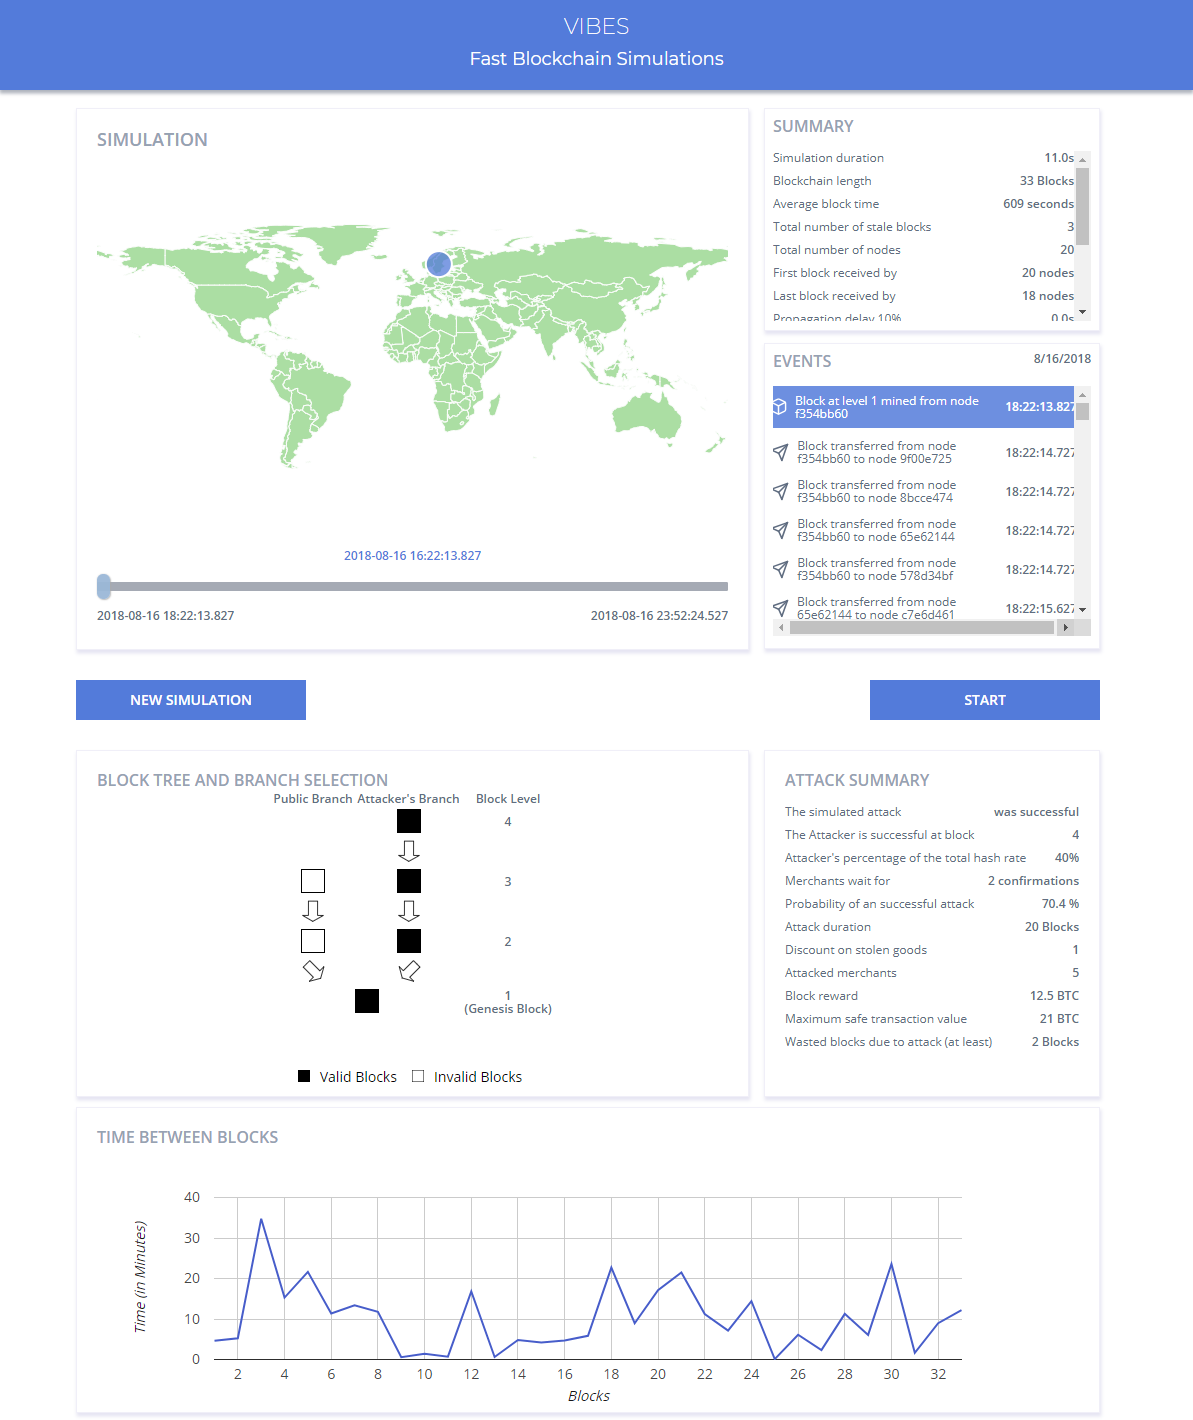 VIBES
Fast Blockchain Simulations
SIMULATION
2018-08-16 16:22:13.827
2018-08-16 18:22:13.827
2018-08-16 23:52:24.527
SUMMARY
Simulation duration 11.0s
Blockchain length 33 Blocks
Average block time 609 seconds
Total number of stale blocks 3
Total number of nodes 20
First block received by 20 nodes
Last block received by 18 nodes
Propagation delay 10% 0.0s
EVENTS 8/16/2018
Block at level 1 mined from node
f354bb60
18:22:13.827
Block transferred from node
f354bb60 to node 9f00e725
18:22:14.727
Block transferred from node
f354bb60 to node 8bcce474
18:22:14.727
Block transferred from node
f354bb60 to node 65e62144
18:22:14.727
Block transferred from node
f354bb60 to node 578d34bf
18:22:14.727
Block transferred from node
65e62144 to node c7e6d461
18:22:15.627
NEW SIMULATION
START
BLOCK TREE AND BRANCH SELECTION
Public Branch Attacker's Branch Block Level
4
3
2
1
(Genesis Block)
Valid Blocks Invalid Blocks
ATTACK SUMMARY
The simulated attack was successful
The Attacker is successful at block 4
Attacker's percentage of the total hash rate 40%
Merchants wait for 2 confirmations
Probability of an successful attack 70.4 %
Attack duration 20 Blocks
Discount on stolen goods 1
Attacked merchants 5
Block reward 12.5 BTC
Maximum safe transaction value 21 BTC
Wasted blocks due to attack (at least) 2 Blocks
TIME BETWEEN BLOCKS
Time (in Minutes)
40
30
20
10
0
2 4 6 8 10 12 14 16 18 20 22 24 26 28 30 32
Blocks